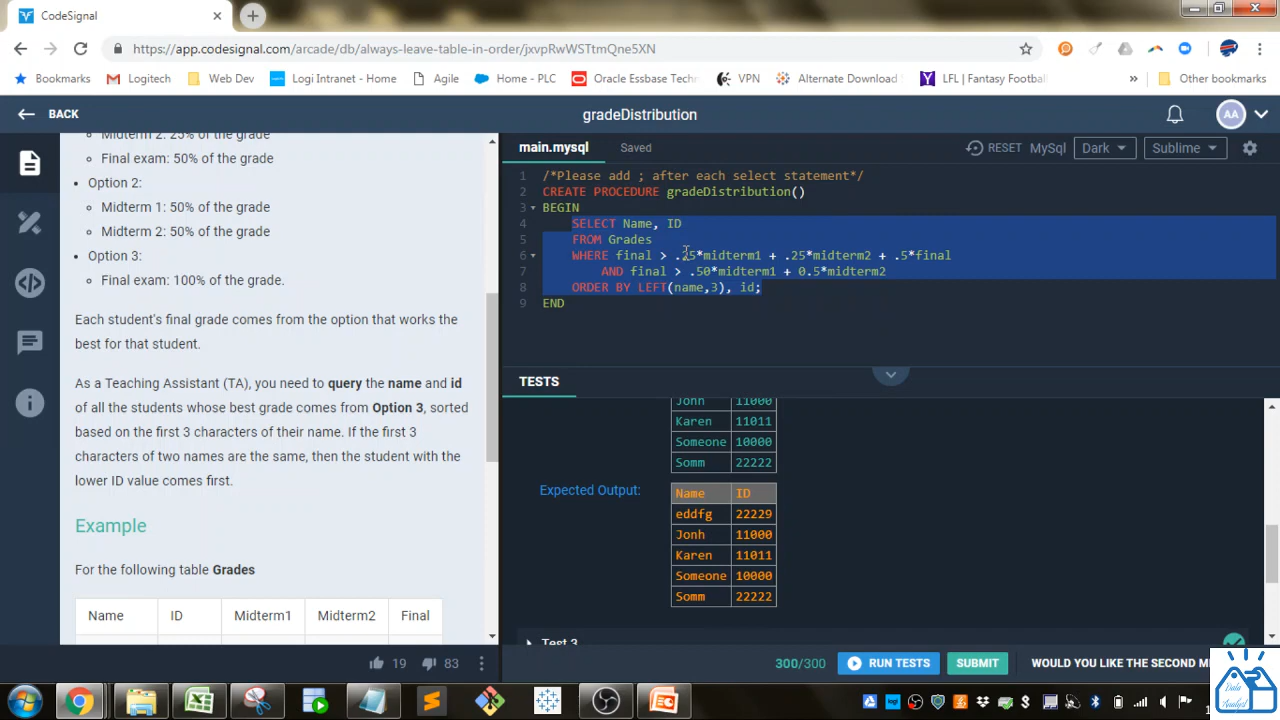 CodeSignal
https://app.codesignal.com/arcade/db/always-leave-table-in-order/jxvpRwWSTtmQne5XN
Bookmarks Logitech Web Dev Logi Intranet - Home Agile Home - PLC Oracle Essbase Techn VPN Alternate Download LFL | Fantasy Football » Other bookmarks
BACK
gradeDistribution
AA
Midterm 2: 25% of the grade
Final exam: 50% of the grade
Option 2:
Midterm 1: 50% of the grade
Midterm 2: 50% of the grade
Option 3:
Final exam: 100% of the grade.
Each student's final grade comes from the option that works the
best for that student.
As a Teaching Assistant (TA), you need to query the name and id
of all the students whose best grade comes from Option 3, sorted
based on the first 3 characters of their name. If the first 3
characters of two names are the same, then the student with the
lower ID value comes first.
Example
For the following table Grades
Name ID Midterm1 Midterm2 Final
19 83
main.mysql Saved RESET MySql Dark Sublime
1 /*Please add ; after each select statement*/
2 CREATE PROCEDURE gradeDistribution()
3 BEGIN
4 SELECT Name, ID
5 FROM Grades
6 WHERE final > .25*midterm1 + .25*midterm2 + .5*final
7 AND final > .50*midterm1 + 0.5*midterm2
8 ORDER BY LEFT(name,3), id;
9 END
TESTS
Jonh 11000
Karen 11011
Someone 10000
Somm 22222
Expected Output:
Name ID
eddfg 22229
Jonh 11000
Karen 11011
Someone 10000
Somm 22222
Test 3
300/300 RUN TESTS SUBMIT WOULD YOU LIKE THE SECOND
Data
Analyst